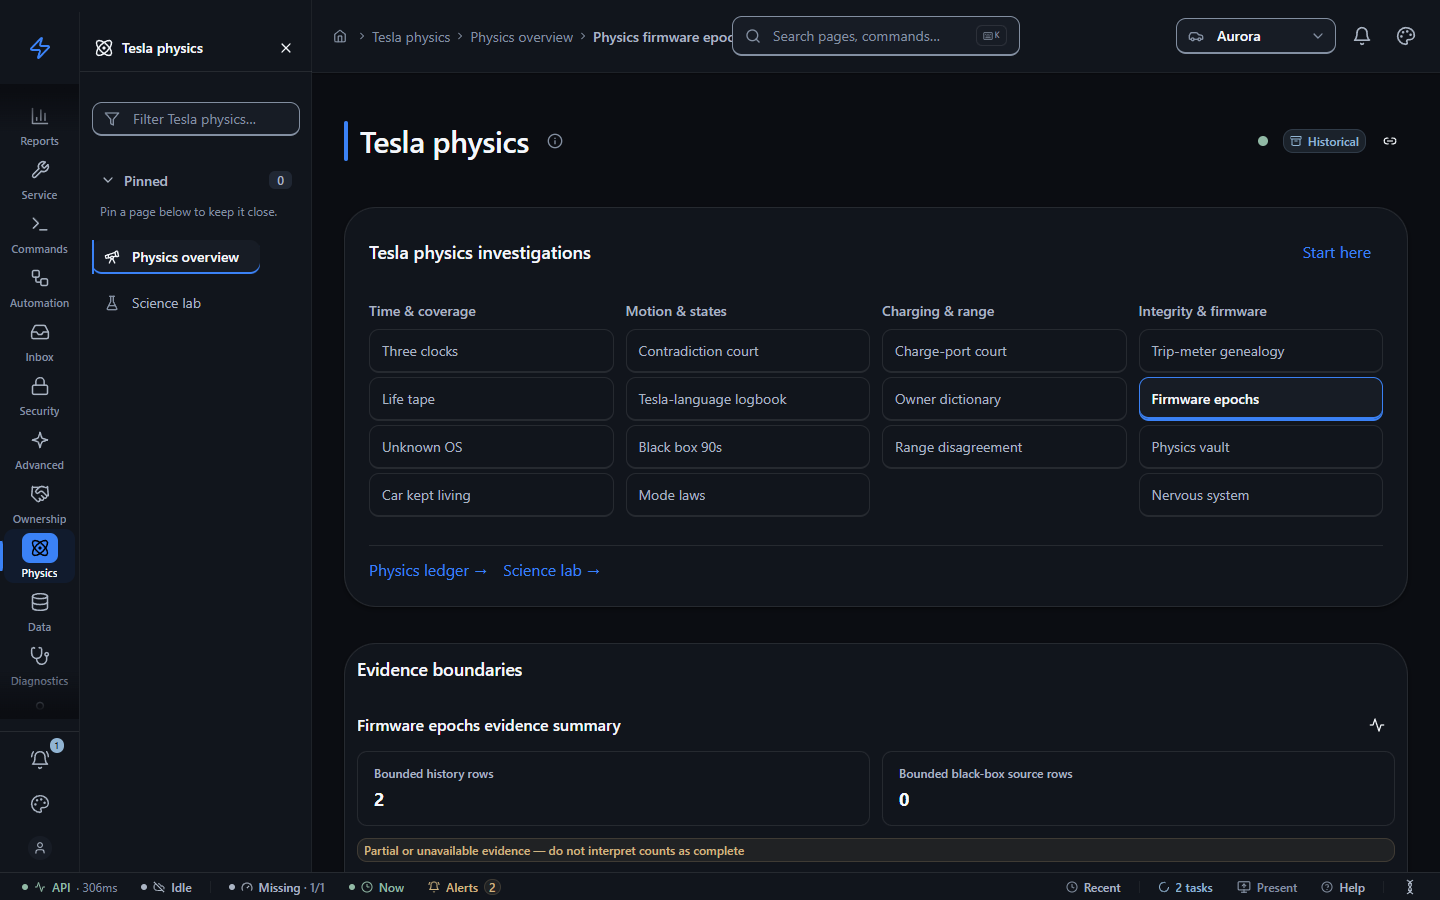 Tesla physics
Tesla physics
Physics overview
Physics firmware epoc
Search pages, commands...
K
Aurora
Filter Tesla physics...
Pinned
0
Pin a page below to keep it close.
Physics overview
Science lab
Reports
Service
Commands
Automation
Inbox
Security
Advanced
Ownership
Physics
Data
Diagnostics
1
Tesla physics
Historical
Tesla physics investigations
Start here
Time & coverage
Three clocks
Life tape
Unknown OS
Car kept living
Motion & states
Contradiction court
Tesla-language logbook
Black box 90s
Mode laws
Charging & range
Charge-port court
Owner dictionary
Range disagreement
Integrity & firmware
Trip-meter genealogy
Firmware epochs
Physics vault
Nervous system
Physics ledger →
Science lab →
Evidence boundaries
Firmware epochs evidence summary
Bounded history rows
2
Bounded black-box source rows
0
Partial or unavailable evidence — do not interpret counts as complete
API · 306ms
Idle
Missing · 1/1
Now
Alerts 2
Recent
2 tasks
Present
Help